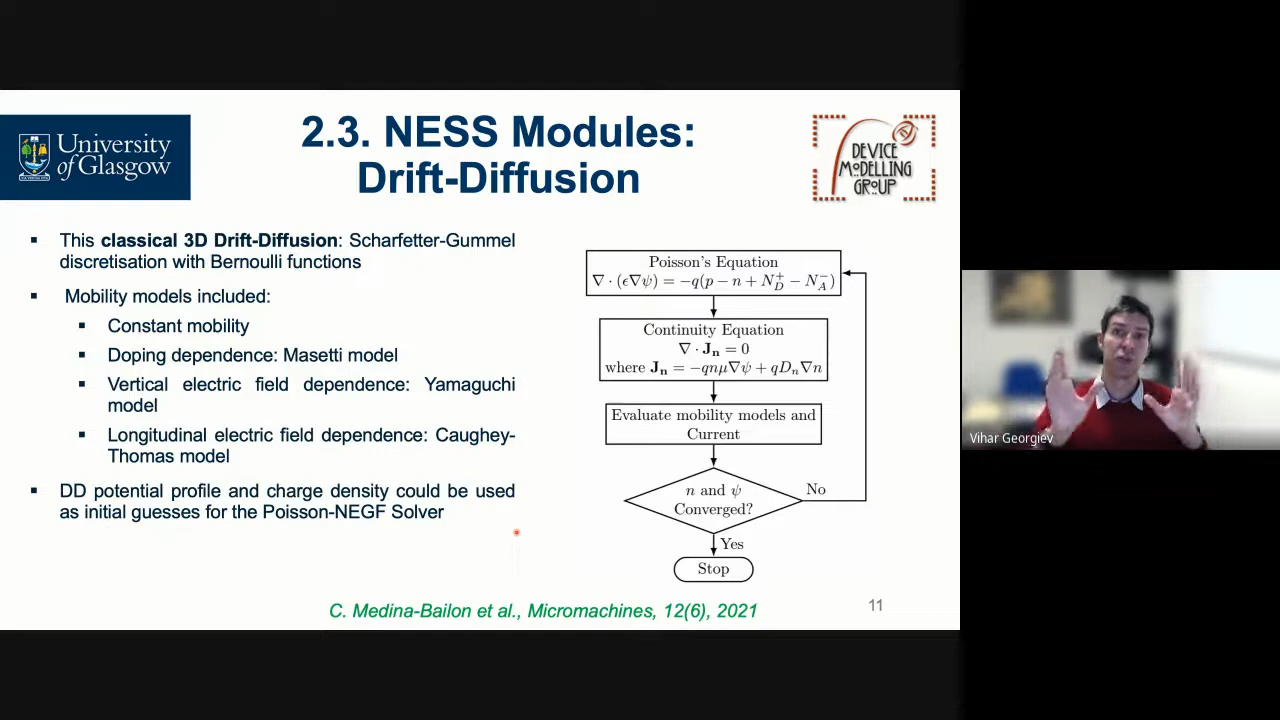 University
of Glasgow
2.3. NESS Modules:
Drift-Diffusion
DEVICE
MODELLING
GROUP
▪ This classical 3D Drift-Diffusion: Scharfetter-Gummel
discretisation with Bernoulli functions
▪ Mobility models included:
▪ Constant mobility
▪ Doping dependence: Masetti model
▪ Vertical electric field dependence: Yamaguchi
model
▪ Longitudinal electric field dependence: Caughey-
Thomas model
▪ DD potential profile and charge density could be used
as initial guesses for the Poisson-NEGF Solver
Poisson's Equation
∇ · (ϵ∇ψ) = −q(p − n + N_D^+ − N_A^−)
Continuity Equation
∇ · J_n = 0
where J_n = −qnμ∇ψ + qD_n∇n
Evaluate mobility models and
Current
n and ψ
Converged?
No
Yes
Stop
C. Medina-Bailon et al., Micromachines, 12(6), 2021
11
Vihar Georgiev